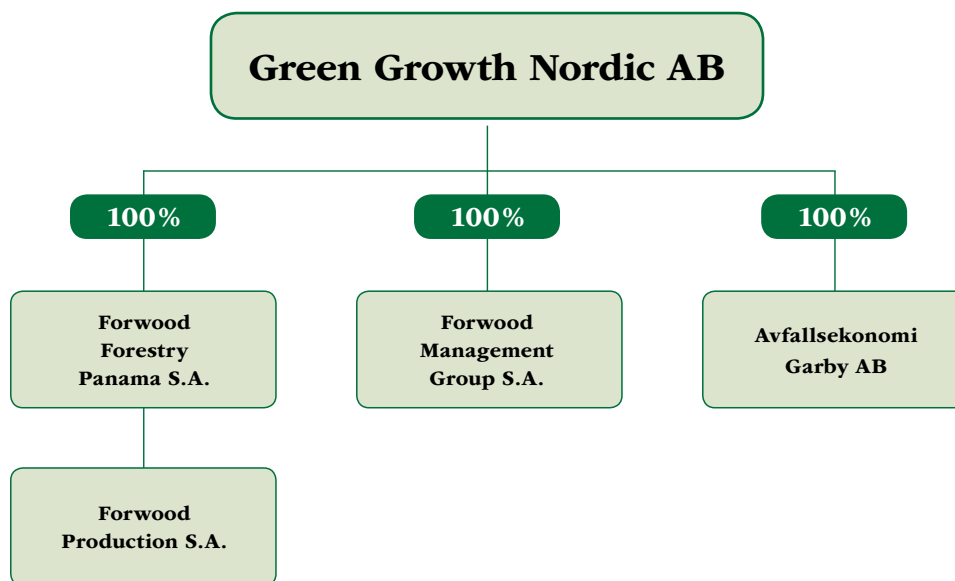 Green Growth Nordic AB
100%
100%
100%
Forwood
Forestry
Panama S.A.
Forwood
Management
Group S.A.
Avfallsekonomi
Garby AB
Forwood
Production S.A.